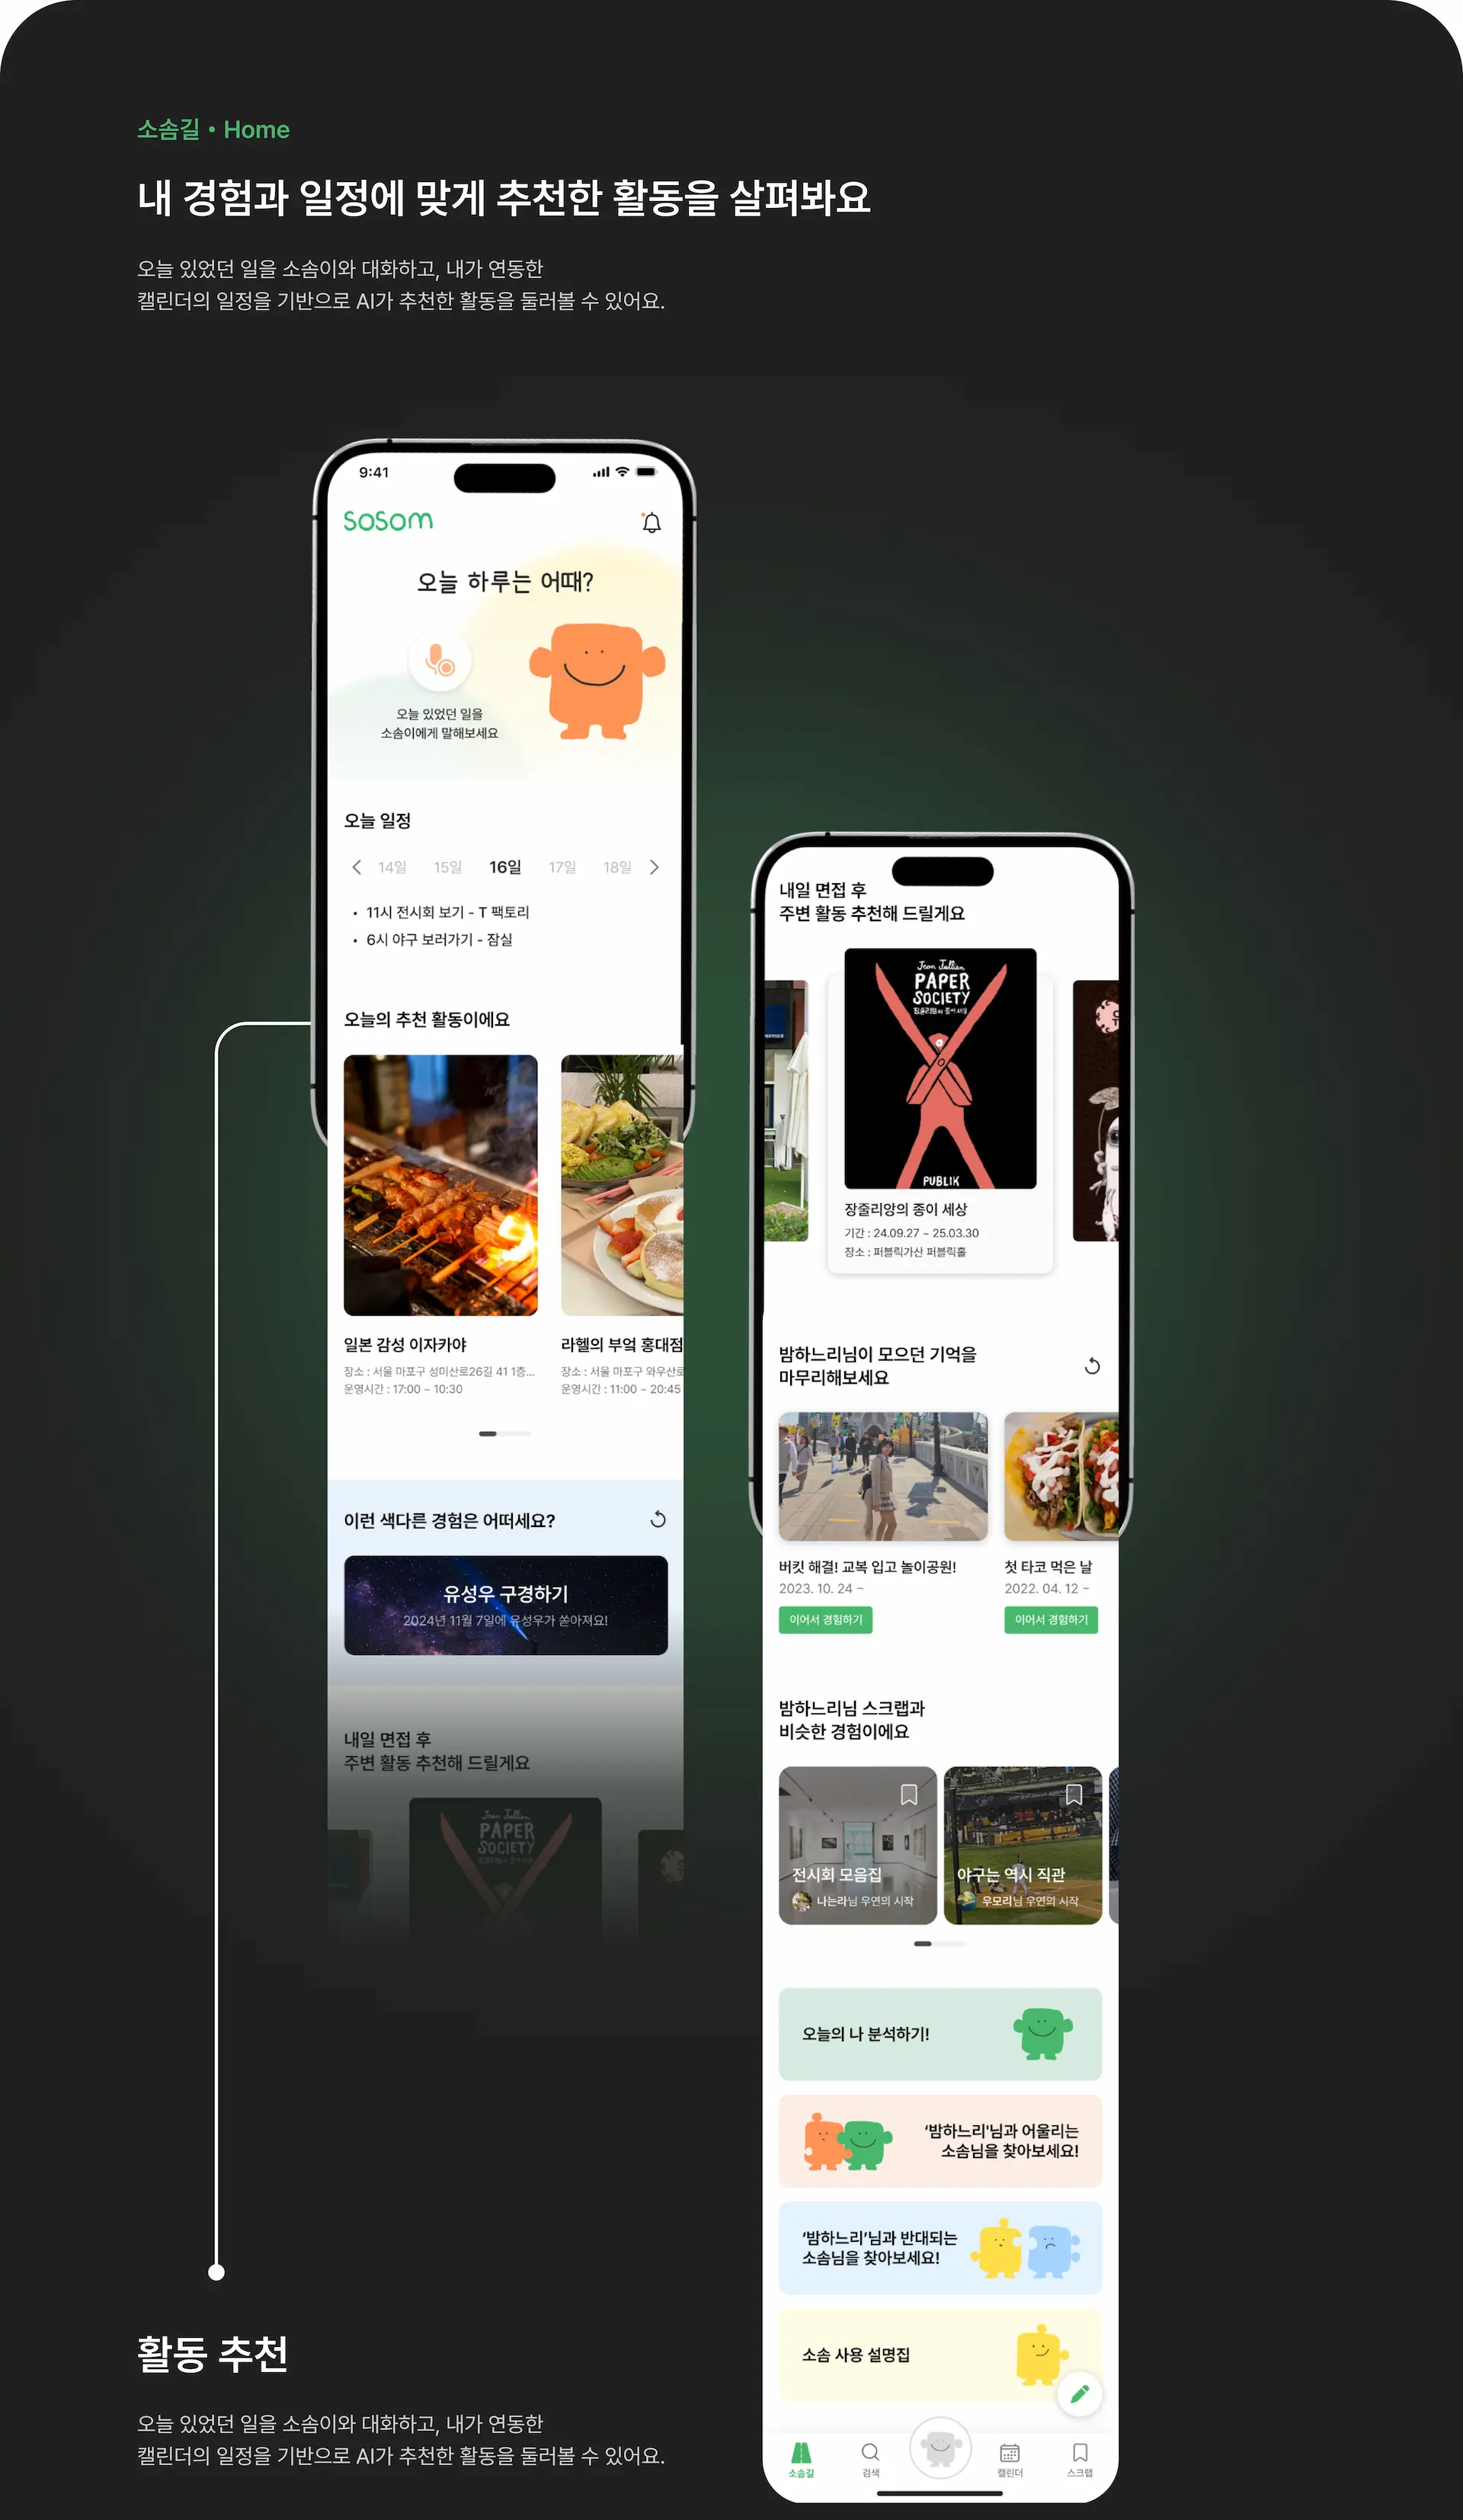 소솜길 • Home
내 경험과 일정에 맞게 추천한 활동을 살펴봐요
오늘 있었던 일을 소솜이와 대화하고, 내가 연동한
캘린더의 일정을 기반으로 AI가 추천한 활동을 둘러볼 수 있어요.
9:41
sosom
오늘 하루는 어때?
오늘 있었던 일을
소솜이에게 말해보세요
오늘 일정
14일 15일 16일 17일 18일
• 11시 전시회 보기 - T 팩토리
• 6시 야구 보러가기 - 잠실
오늘의 추천 활동이에요
일본 감성 이자카야
장소 : 서울 마포구 성미산로26길 41 1층...
운영시간 : 17:00 ~ 10:30
라헬의 부엌 홍대점
장소 : 서울 마포구 와우산로
운영시간 : 11:00 ~ 20:45
이런 색다른 경험은 어떠세요?
유성우 구경하기
2024년 11월 7일에 유성우가 쏟아져요!
내일 면접 후
주변 활동 추천해 드릴게요
Jean Jullien
PAPER
SOCIETY
내일 면접 후
주변 활동 추천해 드릴게요
Jean Jullien
PAPER
SOCIETY
장줄리앙의 종이 세상
PUBLIK
장줄리앙의 종이 세상
기간 : 24.09.27 ~ 25.03.30
장소 : 퍼블릭가산 퍼블릭홀
밤하느리님이 모으던 기억을
마무리해보세요
버킷 해결! 교복 입고 놀이공원!
2023. 10. 24 ~
이어서 경험하기
첫 타코 먹은 날
2022. 04. 12 ~
이어서 경험하기
밤하느리님 스크랩과
비슷한 경험이에요
전시회 모음집
나는라님 우연의 시작
야구는 역시 직관
우모리님 우연의 시작
오늘의 나 분석하기!
‘밤하느리'님과 어울리는
소솜님을 찾아보세요!
‘밤하느리’님과 반대되는
소솜님을 찾아보세요!
소솜 사용 설명집
소솜길 검색 캘린더 스크랩
활동 추천
오늘 있었던 일을 소솜이와 대화하고, 내가 연동한
캘린더의 일정을 기반으로 AI가 추천한 활동을 둘러볼 수 있어요.